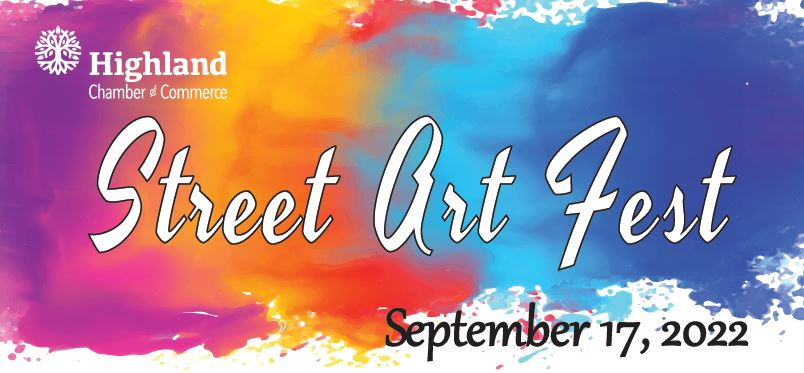 Highland
Chamber of Commerce
Street Art Fest
September 17, 2022